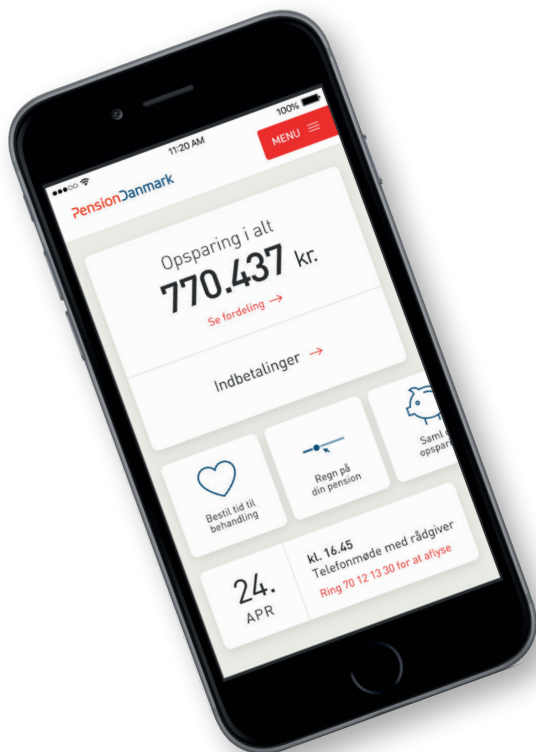 11:20 AM
100%
PensionDanmark
MENU
Opsparing i alt
770.437 kr.
Se fordeling →
Indbetalinger →
Bestil tid til
behandling
Regn på
din pension
Saml
opspar
24.
APR
kl. 16.45
Telefonmøde med rådgiver
Ring 70 12 13 30 for at aflyse